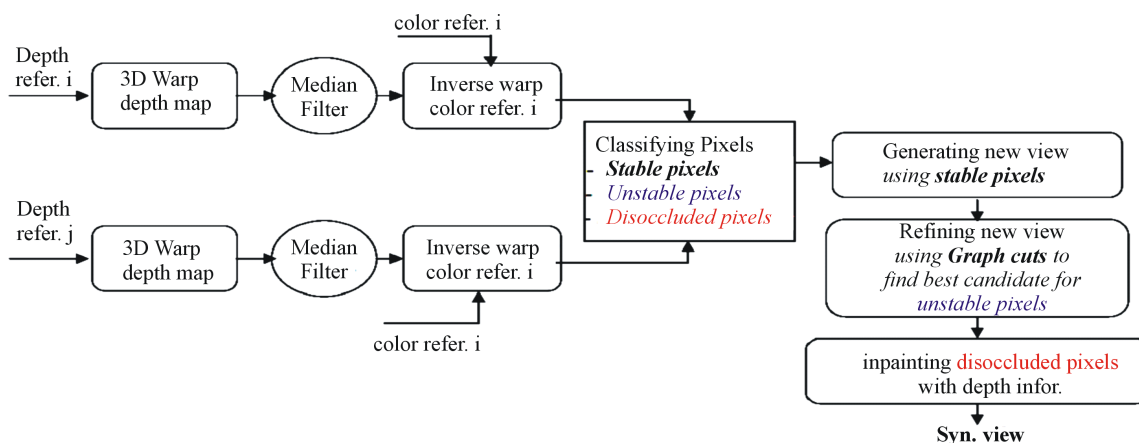 color refer. i
Depth
refer. i
3D Warp
depth map
Median
Filter
Inverse warp
color refer. i
Classifying Pixels
- Stable pixels
- Unstable pixels
- Disoccluded pixels
Depth
refer. j
3D Warp
depth map
Median
Filter
Inverse warp
color refer. i
color refer. i
Generating new view
using stable pixels
Refining new view
using Graph cuts to
find best candidate for
unstable pixels
inpainting disoccluded pixels
with depth infor.
Syn. view